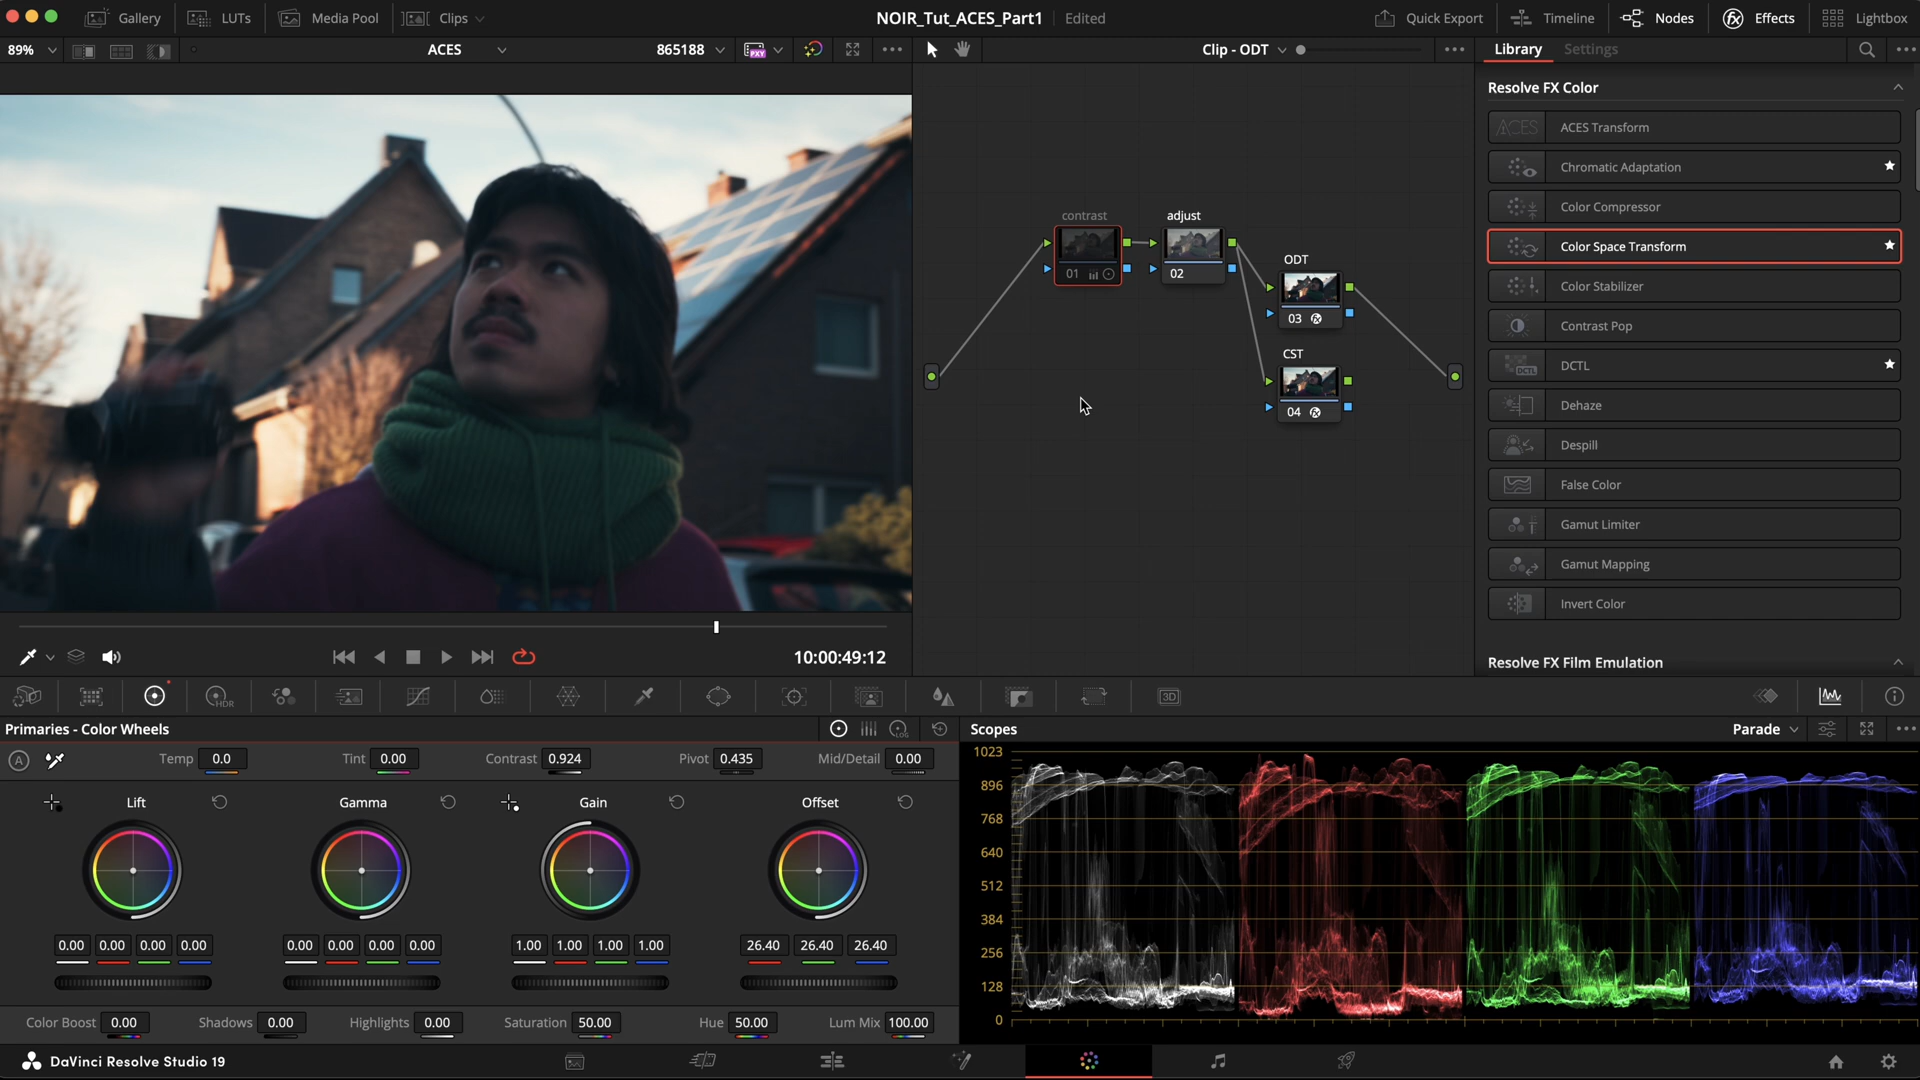 Gallery LUTs Media Pool Clips NOIR_Tut_ACES_Part1 Edited Quick Export Timeline Nodes Effects Lightbox
89% ACES 865188 PXY Clip - ODT Library Settings
Resolve FX Color
ACES ACES Transform
Chromatic Adaptation
Color Compressor
Color Space Transform
Color Stabilizer
Contrast Pop
DCTL DCTL
Dehaze
Despill
False Color
Gamut Limiter
Gamut Mapping
Invert Color
Resolve FX Film Emulation
contrast adjust
01 02
ODT
03
CST
04
10:00:49:12
HDR 3D
Primaries - Color Wheels LOG
A Temp 0.0 Tint 0.00 Contrast 0.924 Pivot 0.435 Mid/Detail 0.00
Lift Gamma Gain Offset
0.00 0.00 0.00 0.00 0.00 0.00 0.00 0.00 1.00 1.00 1.00 1.00 26.40 26.40 26.40
Color Boost 0.00 Shadows 0.00 Highlights 0.00 Saturation 50.00 Hue 50.00 Lum Mix 100.00
Scopes Parade
1023
896
768
640
512
384
256
128
0
DaVinci Resolve Studio 19